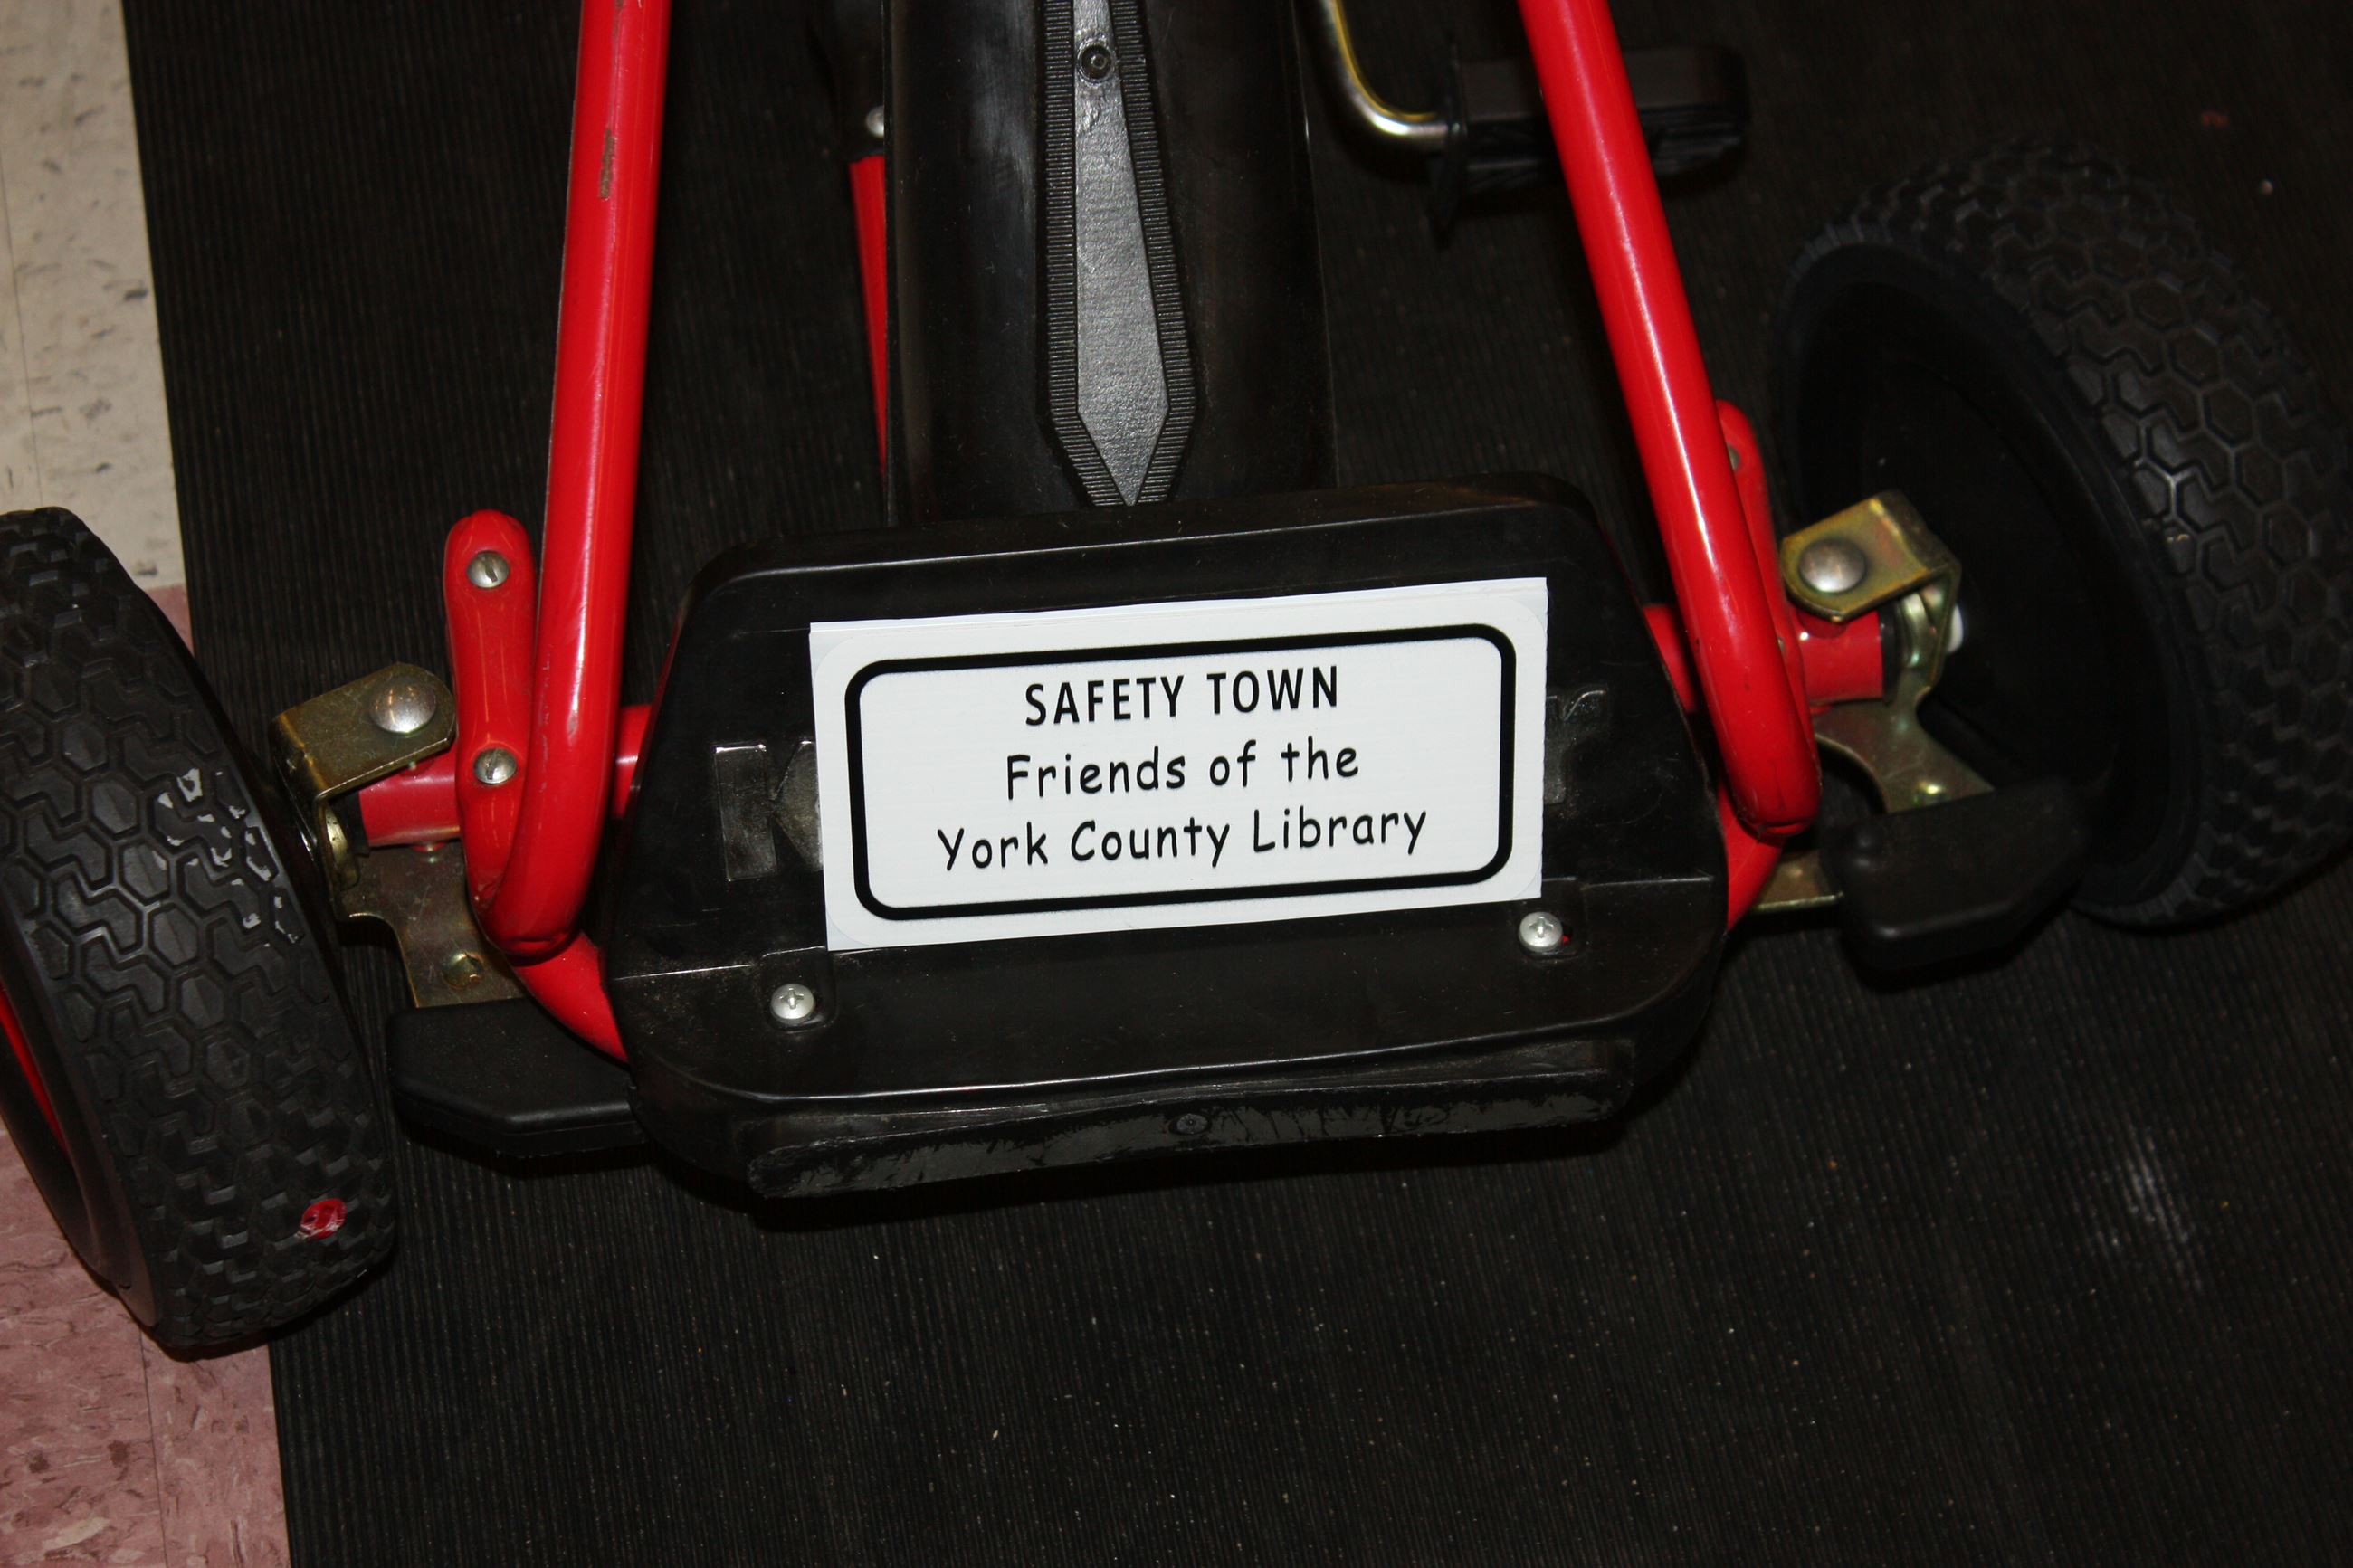 SAFETY TOWN
Friends of the
York County Library